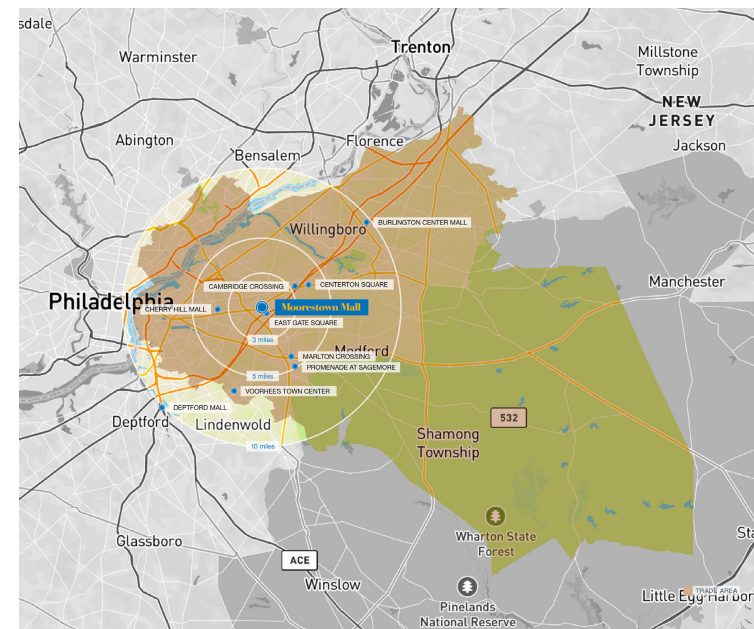 sdale
Trenton
Warminster
Millstone
Township
NEW
JERSEY
Abington
Florence
Jackson
Bensalem
BURLINGTON CENTER MALL
Willingboro
Manchester
CAMBRIDGE CROSSING
CENTERTON SQUARE
Philadelphia
CHERRY HILL MALL
Moorestown Mall
EAST GATE SQUARE
3 miles
Medford
MARLTON CROSSING
PROMENADE AT SAGEMORE
5 miles
VOORHEES TOWN CENTER
DEPTFORD MALL
Deptford
Lindenwold
532
10 miles
Shamong
Township
Glassboro
Wharton State
Forest
Sta
ACE
Winslow
Little Egg Harbor
TRADE AREA
Pinelands
National Reserve